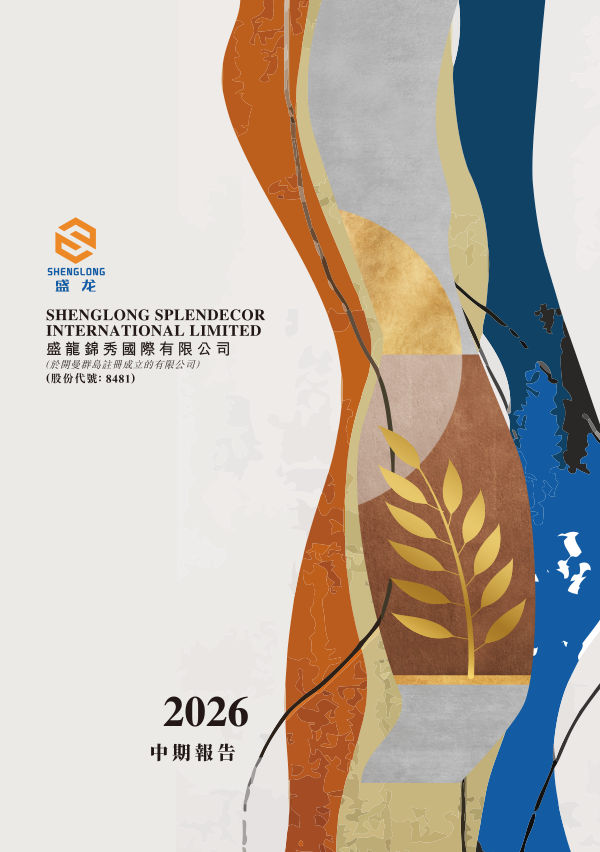 SHENGLONG
盛龙
SHENGLONG SPLENDECOR
INTERNATIONAL LIMITED
盛龍錦秀國際有限公司
(於開曼群島註冊成立的有限公司)
(股份代號: 8481)
2026
中期報告